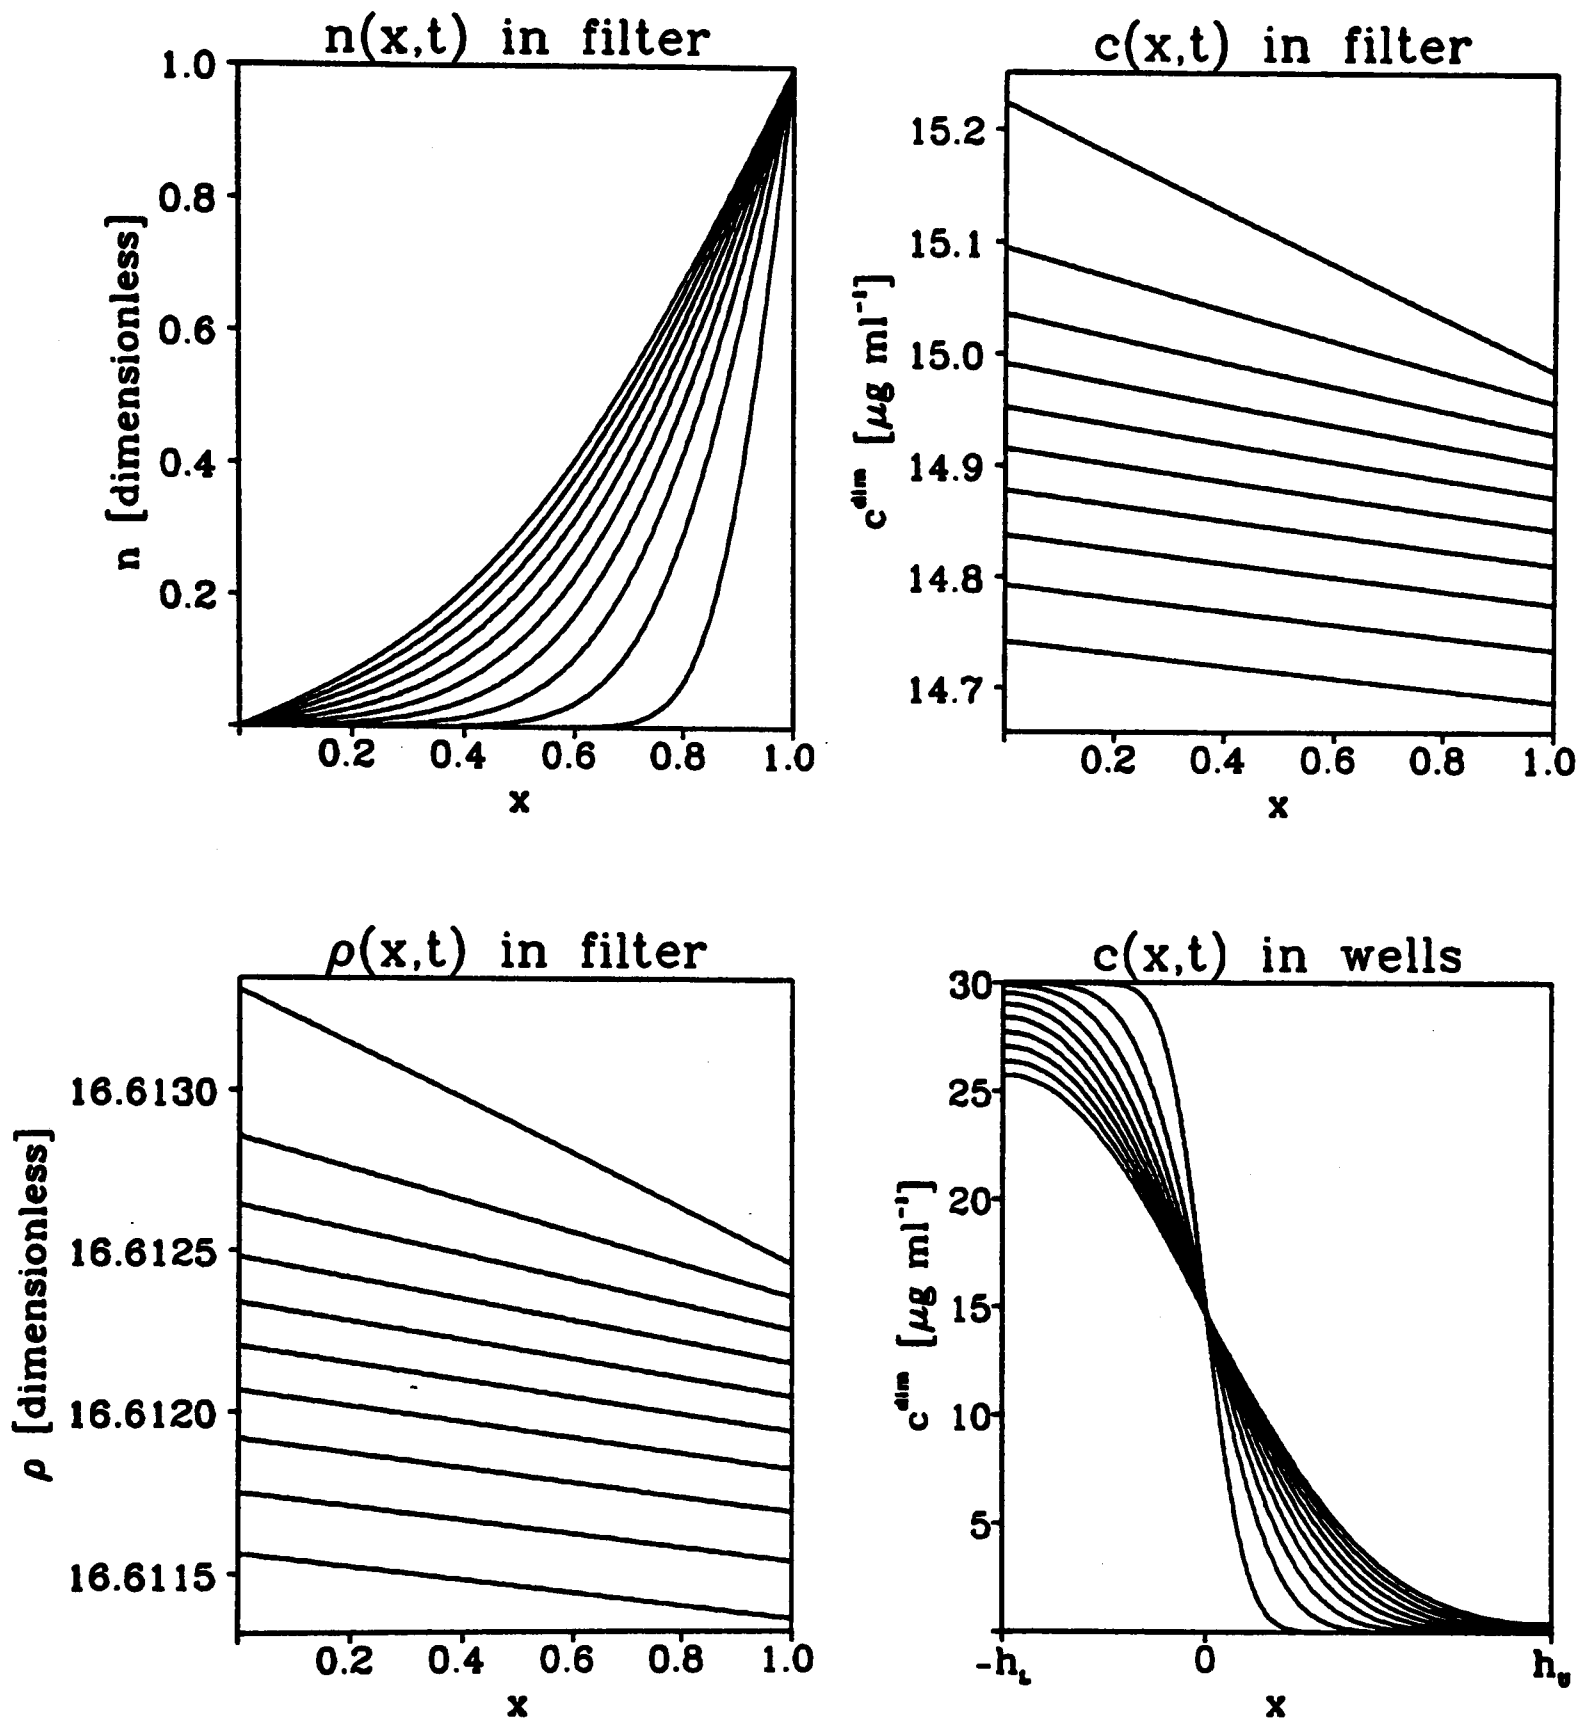 n(x,t) in filter
1.0
0.8
0.6
0.4
0.2
n [dimensionless]
0.2 0.4 0.6 0.8 1.0
x
c(x,t) in filter
15.2
15.1
15.0
14.9
14.8
14.7
c^dim [μg ml⁻¹]
0.2 0.4 0.6 0.8 1.0
x
ρ(x,t) in filter
16.6130
16.6125
16.6120
16.6115
ρ [dimensionless]
0.2 0.4 0.6 0.8 1.0
x
c(x,t) in wells
30
25
20
15
10
5
c^dim [μg ml⁻¹]
-h_L 0 h_U
x